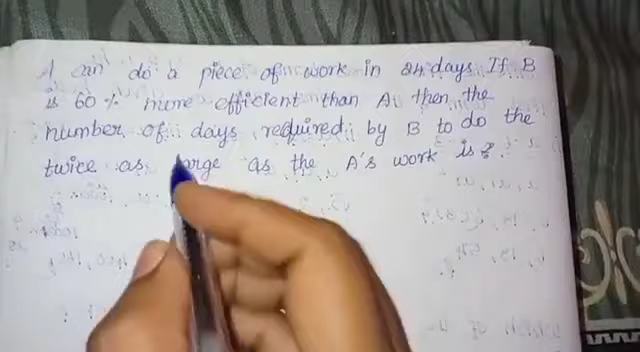 A can do a piece of work in 24 days If B
is 60% more efficient than A, then the
number of days required by B to do the
twice as large as the A's work is?